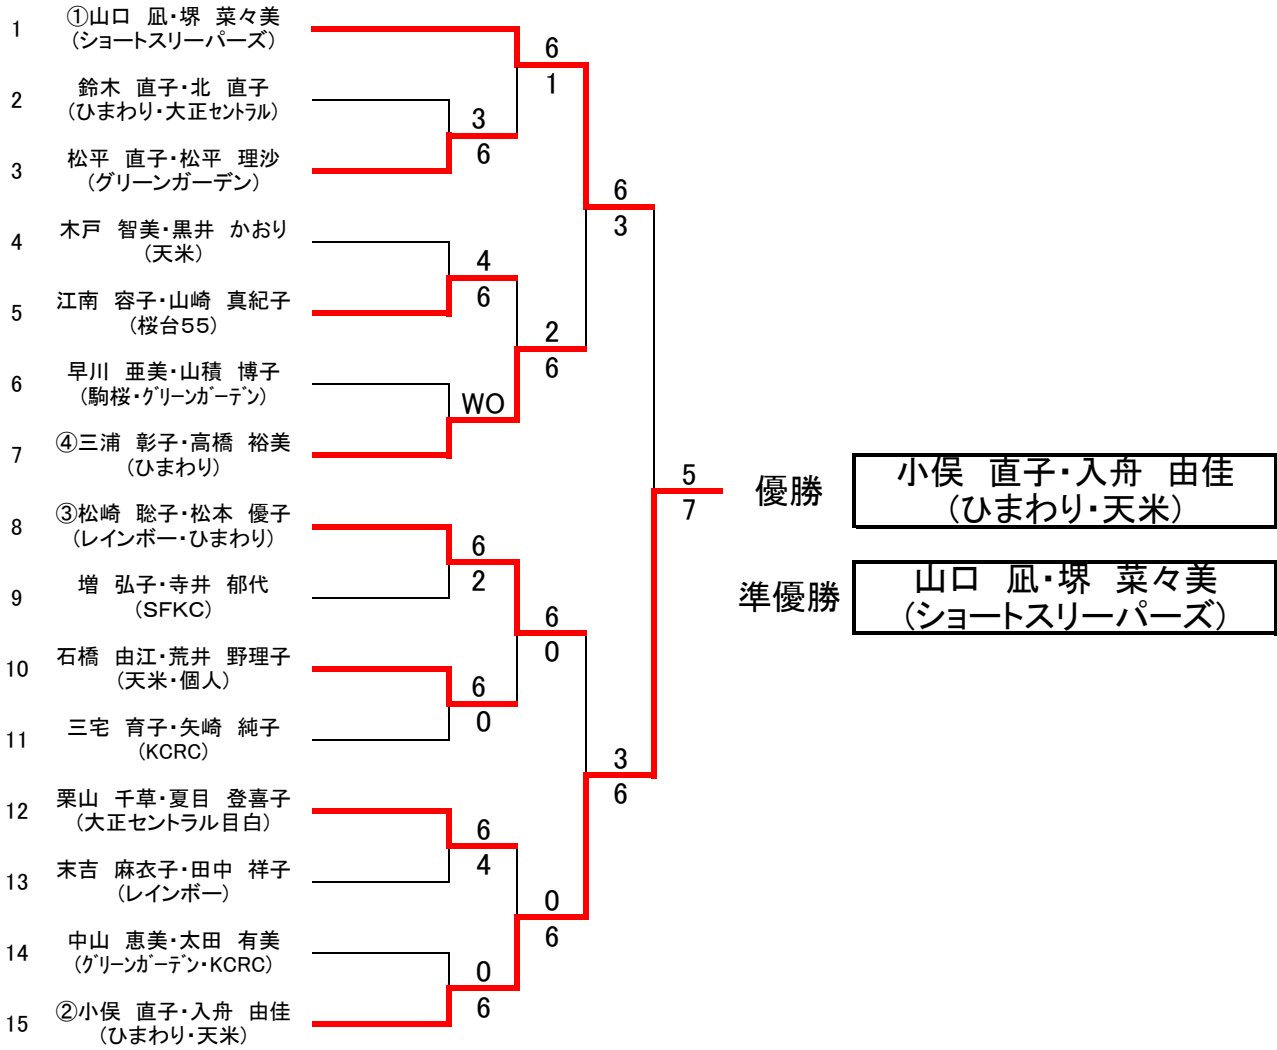 1
①山口　凪・堺　菜々美
(ショートスリーパーズ)
2
鈴木　直子・北　直子
(ひまわり・大正ｾﾝﾄﾗﾙ)
3
松平　直子・松平　理沙
(グリーンガーデン)
4
木戸　智美・黒井　かおり
(天米)
5
江南　容子・山崎　真紀子
(桜台55)
6
早川　亜美・山積　博子
(駒桜・ｸﾞﾘｰﾝｶﾞｰﾃﾞﾝ)
7
④三浦　彰子・高橋　裕美
(ひまわり)
8
③松崎　聡子・松本　優子
(レインボー・ひまわり)
9
増　弘子・寺井　郁代
(SFKC)
10
石橋　由江・荒井　野理子
(天米・個人)
11
三宅　育子・矢崎　純子
(KCRC)
12
栗山　千草・夏目　登喜子
(大正セントラル目白)
13
末吉　麻衣子・田中　祥子
(レインボー)
14
中山　恵美・太田　有美
(ｸﾞﾘｰﾝｶﾞｰﾃﾞﾝ・KCRC)
15
②小俣　直子・入舟　由佳
(ひまわり・天米)
3
6
4
6
WO
6
2
6
0
6
4
0
6
6
1
2
6
6
0
0
6
6
3
3
6
5
7
優勝
小俣　直子・入舟　由佳
(ひまわり・天米)
準優勝
山口　凪・堺　菜々美
(ショートスリーパーズ)